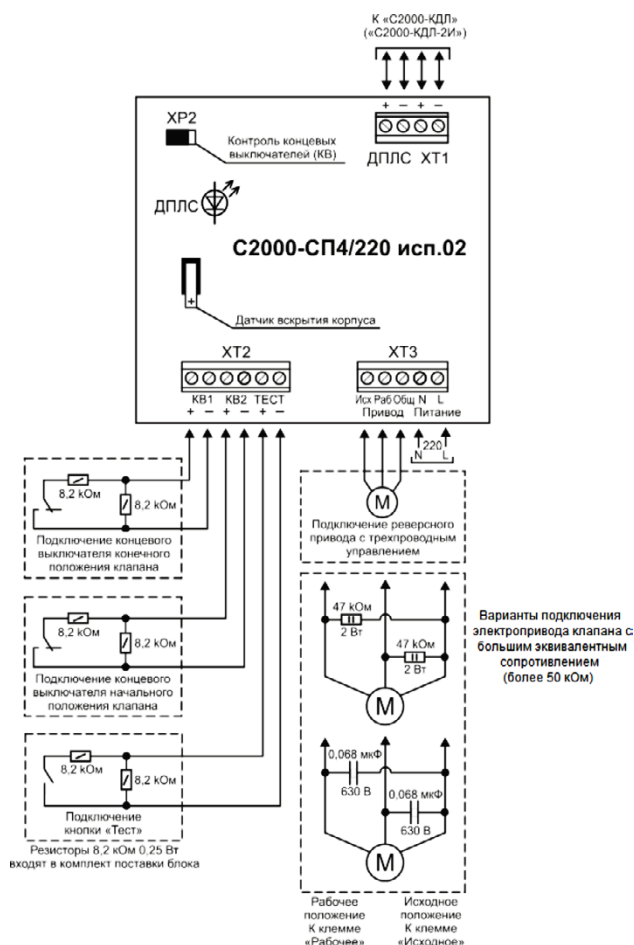 К «С2000-КДЛ»
(«С2000-КДЛ-2И»)
+ − + −
ХР2
Контроль концевых
выключателей (КВ)
ДПЛС ХТ1
ДПЛС
С2000-СП4/220 исп.02
+
Датчик вскрытия корпуса
ХТ2
ХТ3
КВ1 КВ2 ТЕСТ
+ − + − + −
Исх Раб Общ N L
Привод Питание
220
N L
8,2 кОм
8,2 кОм
Подключение концевого
выключателя конечного
положения клапана
8,2 кОм
8,2 кОм
Подключение концевого
выключателя начального
положения клапана
8,2 кОм
8,2 кОм
Подключение
кнопки «Тест»
Резисторы 8,2 кОм 0,25 Вт
входят в комплект поставки блока
М
Подключение реверсного
привода с трехпроводным
управлением
47 кОм
2 Вт
47 кОм
2 Вт
М
0,068 мкФ
630 В
0,068 мкФ
630 В
М
Варианты подключения
электропривода клапана с
большим эквивалентным
сопротивлением
(более 50 кОм)
Рабочее
положение
К клемме
«Рабочее»
Исходное
положение
К клемме
«Исходное»